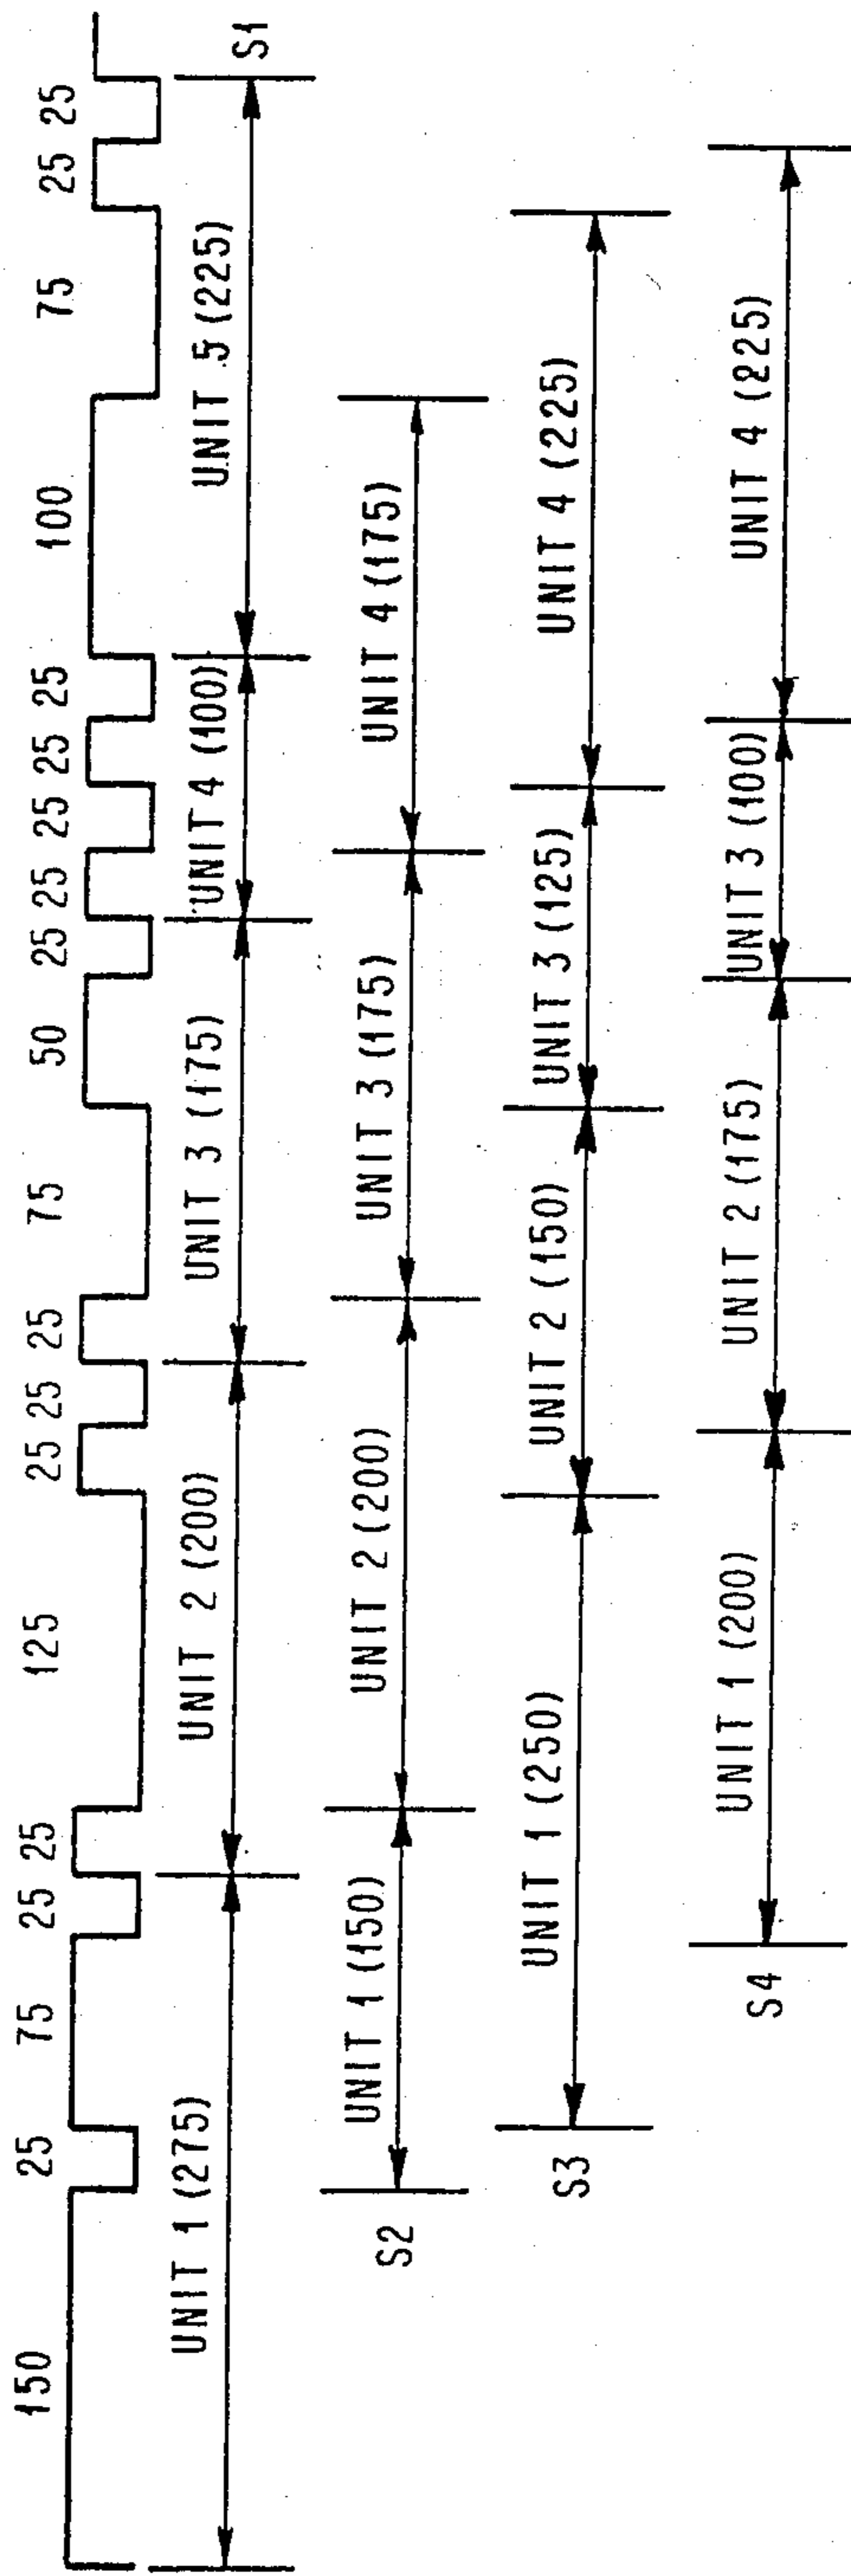 150 25 75 25 25 125 25 25 25 75 50 25 25 25 25 25 100 75 25 25
UNIT 1 (275) UNIT 2 (200) UNIT 3 (175) UNIT 4 (100) UNIT 5 (225) S1
S2 UNIT 1 (150) UNIT 2 (200) UNIT 3 (175) UNIT 4 (175)
S3 UNIT 1 (250) UNIT 2 (150) UNIT 3 (125) UNIT 4 (225)
S4 UNIT 1 (200) UNIT 2 (175) UNIT 3 (100) UNIT 4 (225)